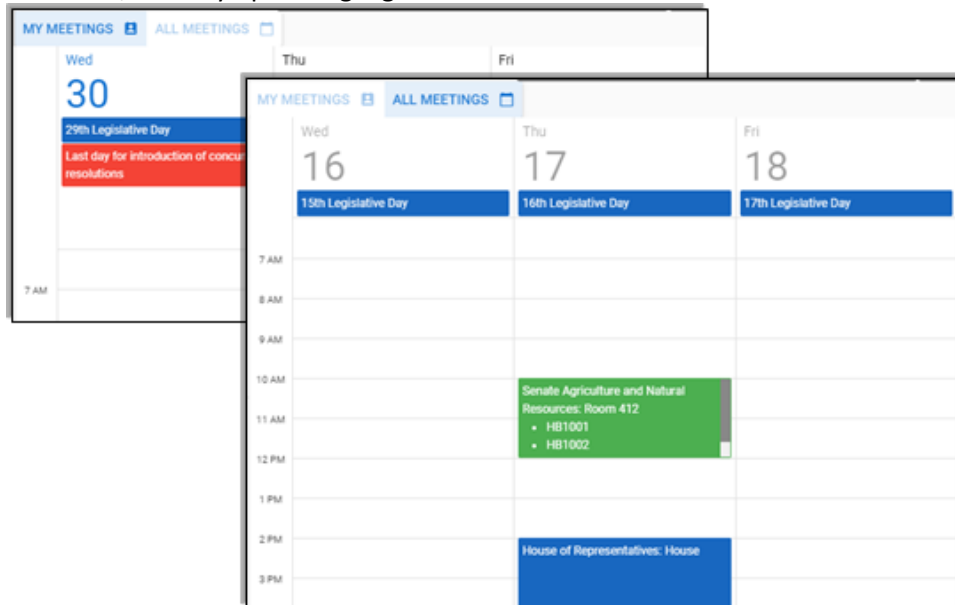 MY MEETINGS ALL MEETINGS
Wed Thu Fri
30
29th Legislative Day
Last day for introduction of
resolutions
7 AM
MY MEETINGS ALL MEETINGS
Wed Thu Fri
16 17 18
15th Legislative Day 16th Legislative Day 17th Legislative Day
7 AM
8 AM
9 AM
10 AM
Senate Agriculture and Natural
Resources: Room 412
11 AM
• HB1001
• HB1002
12 PM
1 PM
2 PM
House of Representatives: House
3 PM